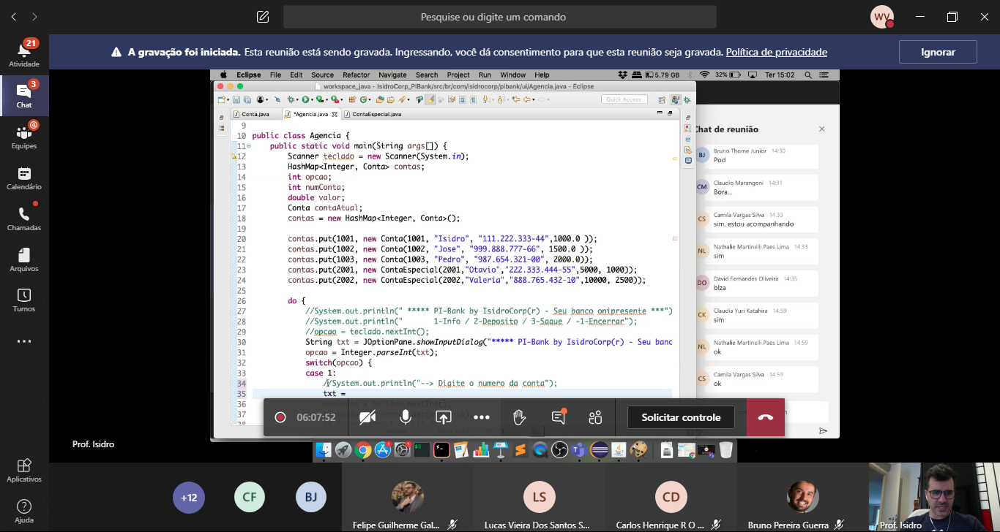 Pesquise ou digite um comando
WV
21
Atividade
3
Chat
@
Equipes
Calendário
Chamadas
Arquivos
Turnos
Aplicativos
Ajuda
A gravação foi iniciada. Esta reunião está sendo gravada. Ingressando, você dá consentimento para que esta reunião seja gravada. Política de privacidade
Ignorar
Eclipse File Edit Source Refactor Navigate Search Project Run Window Help
5.79 GB 32% Ter 15:02
workspace_java - IsidroCorp_PIBank/src/br/com/isidrocorp/pibank/ui/Agencia.java - Eclipse
Quick Access
Conta.java *Agencia.java ContaEspecial.java
9
10 public class Agencia {
11 public static void main(String args[]) {
12 Scanner teclado = new Scanner(System.in);
13 HashMap<Integer, Conta> contas;
14 int opcao;
15 int numConta;
16 double valor;
17 Conta contaAtual;
18 contas = new HashMap<Integer, Conta>();
19
20 contas.put(1001, new Conta(1001, "Isidro", "111.222.333-44",1000.0 ));
21 contas.put(1002, new Conta(1002, "Jose", "999.888.777-66", 1500.0 ));
22 contas.put(1003, new Conta(1003, "Pedro", "987.654.321-00", 2000.0));
23 contas.put(2001, new ContaEspecial(2001,"Otavio","222.333.444-55",5000, 1000));
24 contas.put(2002, new ContaEspecial(2002,"Valeria","888.765.432-10",10000, 2500));
25
26 do {
27 //System.out.println(" ***** PI-Bank by IsidroCorp(r) - Seu banco onipresente ***")
28 //System.out.println(" 1-Info / 2-Deposito / 3-Saque / -1-Encerrar");
29 //opcao = teclado.nextInt();
30 String txt = JOptionPane.showInputDialog("***** PI-Bank by IsidroCorp(r) - Seu banc
31 opcao = Integer.parseInt(txt);
32 switch(opcao) {
33 case 1:
34 //System.out.println("--> Digite o numero da conta");
35 txt =
36 numConta = teclado.nextInt();
37
Chat de reunião
BJ Bruno Thome Junior 14:30
Pod
CM Claudio Marangoni 14:31
Bora...
CS Camila Vargas Silva 14:33
sim, estou acompanhando
NL Nathalie Martinelli Paes Lima 14:33
sim
DO David Fernandes Oliveira 14:35
blza
CK Claudia Yuri Katahira 14:59
sim
NL Nathalie Martinelli Paes Lima 14:59
ok
CS Camila Vargas Silva 14:59
ok
06:07:52
Solicitar controle
Prof. Isidro
+12
CF
BJ
Felipe Guilherme Gal...
LS
Lucas Vieira Dos Santos S...
CD
Carlos Henrique R O ...
Bruno Pereira Guerra
Prof. Isidro